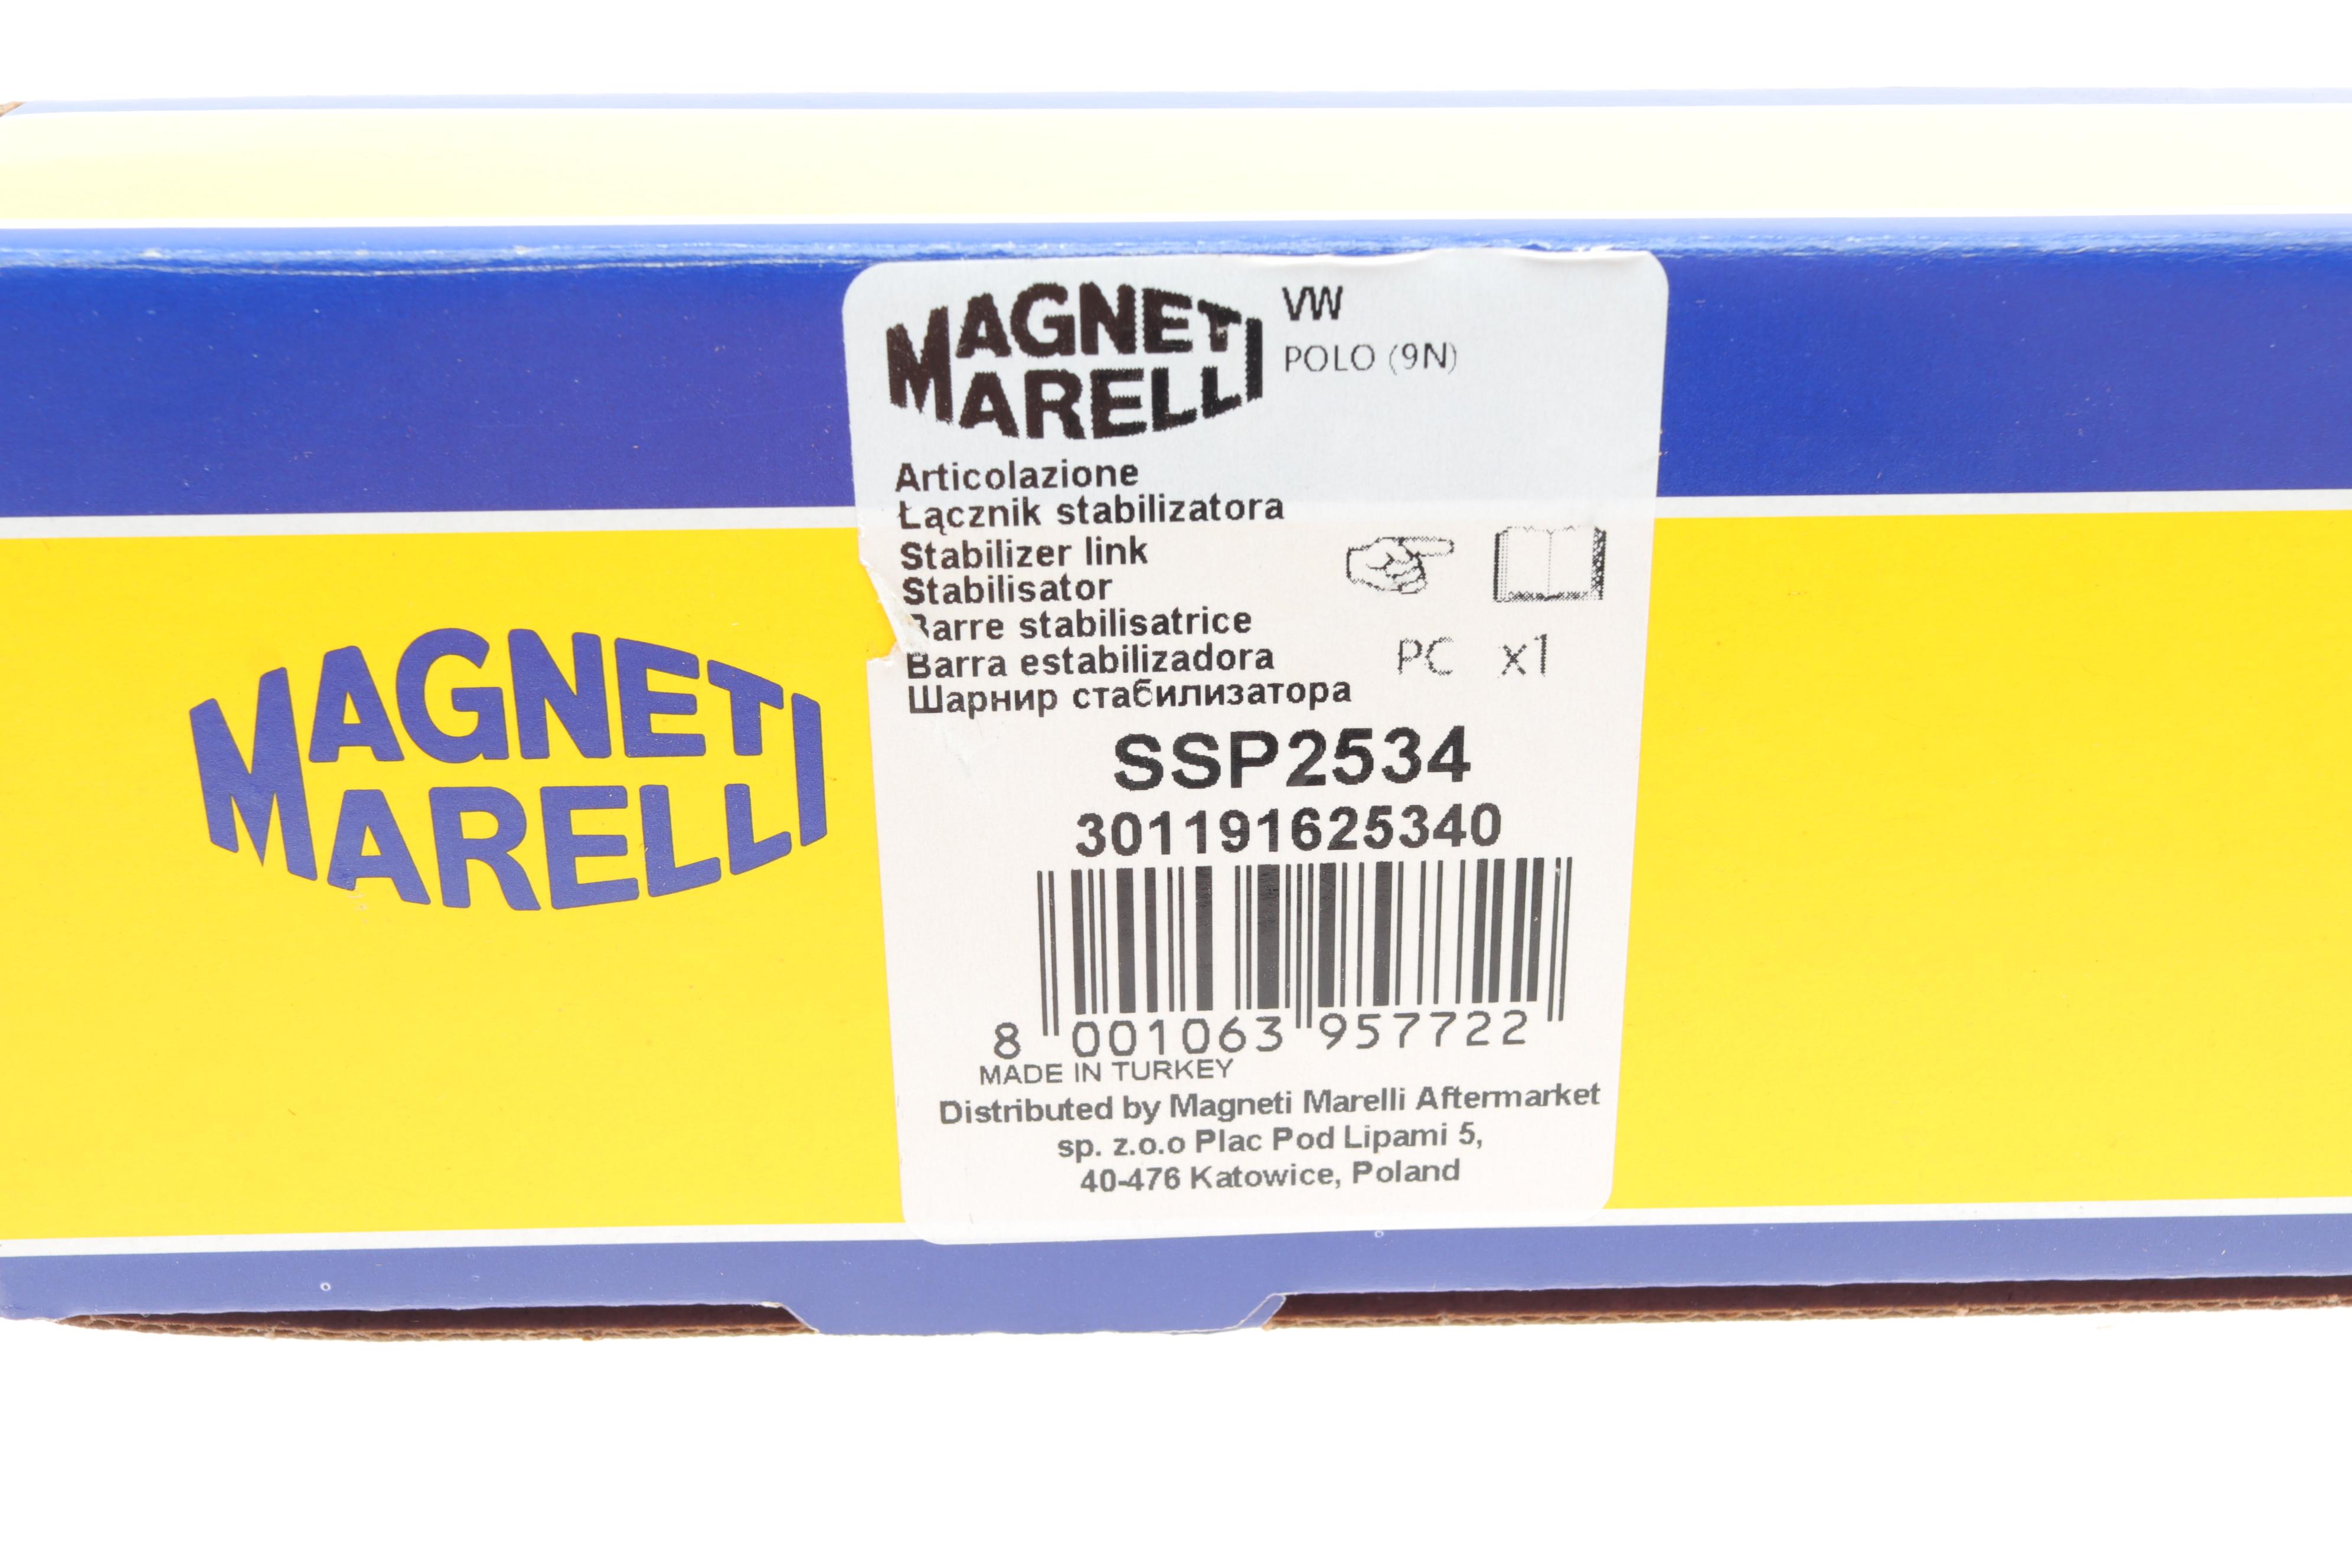 MAGNETI
MARELLI
MAGNETI
MARELLI
VW
POLO (9N)
Articolazione
Łącznik stabilizatora
Stabilizer link
Stabilisator
Barre stabilisatrice
Barra estabilizadora
Шарнир стабилизатора
PC x1
SSP2534
301191625340
8 001063 957722
MADE IN TURKEY
Distributed by Magneti Marelli Aftermarket
sp. z.o.o Plac Pod Lipami 5,
40-476 Katowice, Poland